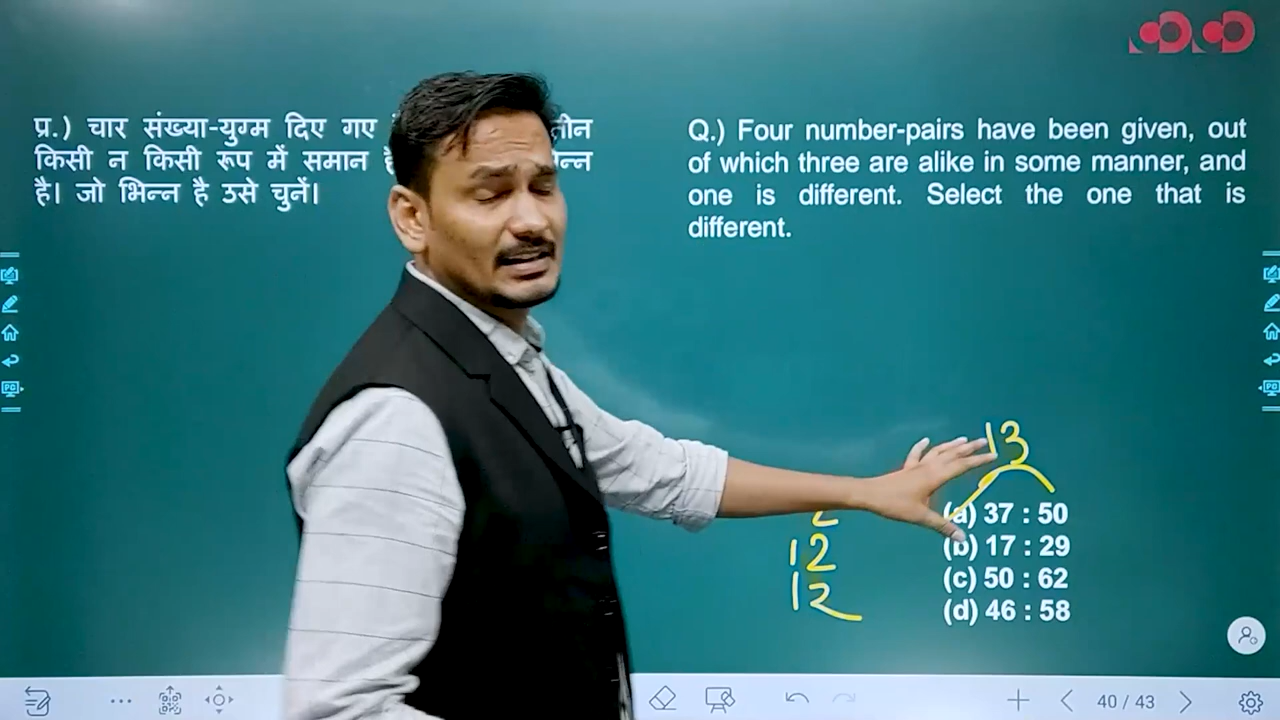 प्र.) चार संख्या-युग्म दिए गए
किसी न किसी रूप में समान
है। जो भिन्न है उसे चुनें।
Q.) Four number-pairs have been given, out
of which three are alike in some manner, and
one is different. Select the one that is
different.
13
(a) 37 : 50
(b) 17 : 29
(c) 50 : 62
(d) 46 : 58
12
12
40 / 43